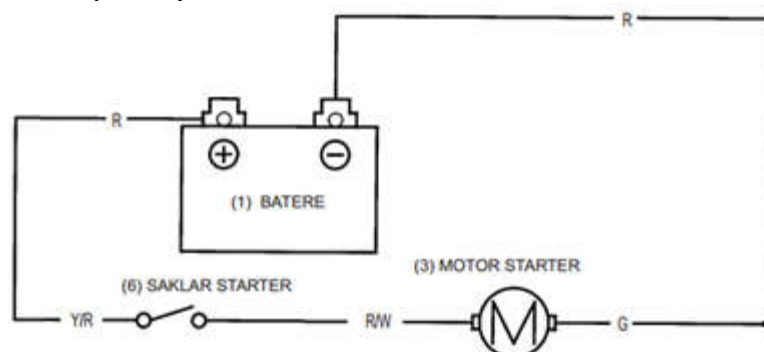 R
R
+
−
(1) BATERE
(3) MOTOR STARTER
(6) SAKLAR STARTER
Y/R
R/W
M
G